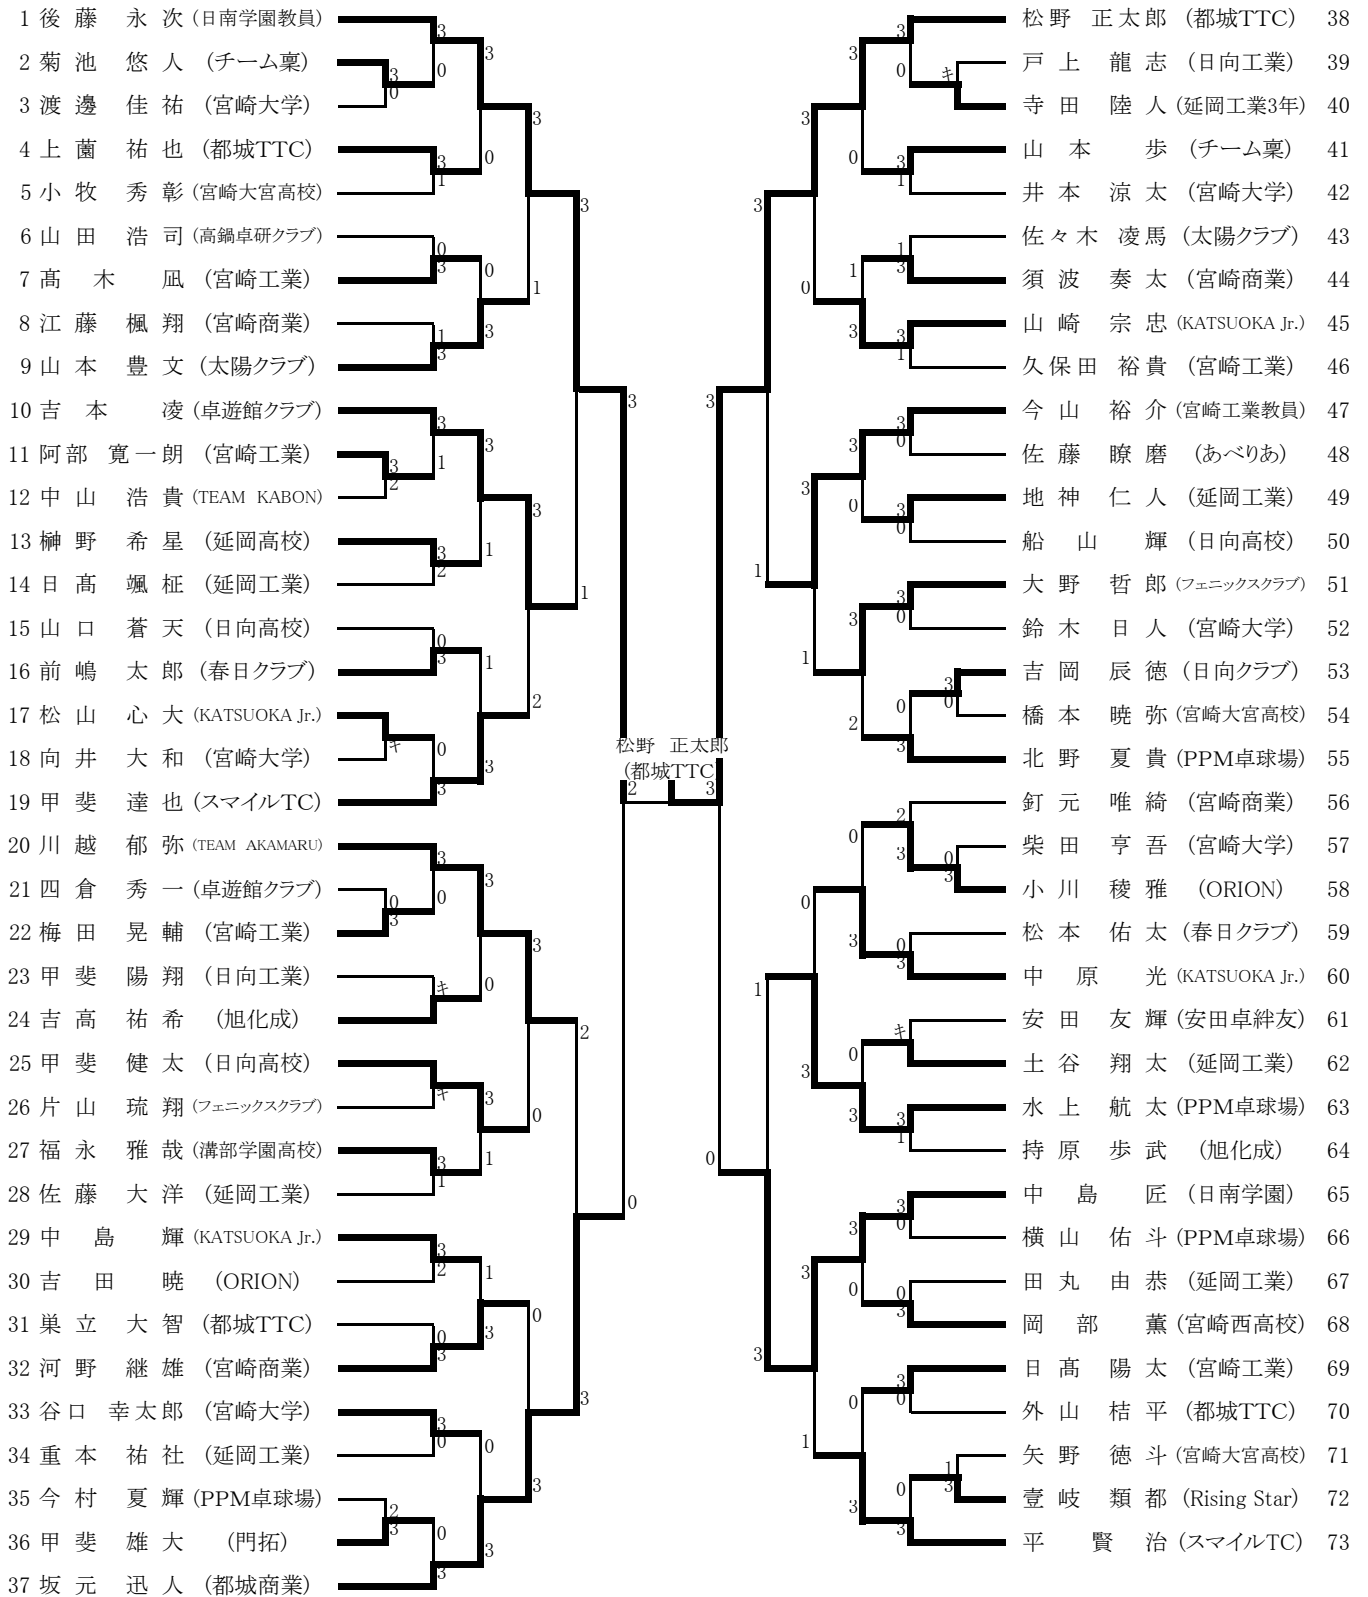 1 後藤 永次 (日南学園教員)
2 菊池 悠人 (チーム稟)
3 渡邊 佳祐 (宮崎大学)
4 上薗 祐也 (都城TTC)
5 小牧 秀彰 (宮崎大宮高校)
6 山田 浩司 (高鍋卓研クラブ)
7 髙木 凪 (宮崎工業)
8 江藤 楓翔 (宮崎商業)
9 山本 豊文 (太陽クラブ)
10 吉本 凌 (卓遊館クラブ)
11 阿部 寛一朗 (宮崎工業)
12 中山 浩貴 (TEAM KABON)
13 榊野 希星 (延岡高校)
14 日髙 颯柾 (延岡工業)
15 山口 蒼天 (日向高校)
16 前嶋 太郎 (春日クラブ)
17 松山 心大 (KATSUOKA Jr.)
18 向井 大和 (宮崎大学)
19 甲斐 達也 (スマイルTC)
20 川越 郁弥 (TEAM AKAMARU)
21 四倉 秀一 (卓遊館クラブ)
22 梅田 晃輔 (宮崎工業)
23 甲斐 陽翔 (日向工業)
24 吉高 祐希 (旭化成)
25 甲斐 健太 (日向高校)
26 片山 琉翔 (フェニックスクラブ)
27 福永 雅哉 (溝部学園高校)
28 佐藤 大洋 (延岡工業)
29 中島 輝 (KATSUOKA Jr.)
30 吉田 暁 (ORION)
31 巣立 大智 (都城TTC)
32 河野 継雄 (宮崎商業)
33 谷口 幸太郎 (宮崎大学)
34 重本 祐社 (延岡工業)
35 今村 夏輝 (PPM卓球場)
36 甲斐 雄大 (門拓)
37 坂元 迅人 (都城商業)
松野 正太郎
(都城TTC)
2 3
松野 正太郎 (都城TTC) 38
戸上 龍志 (日向工業) 39
寺田 陸人 (延岡工業3年) 40
山本 歩 (チーム稟) 41
井本 涼太 (宮崎大学) 42
佐々木 凌馬 (太陽クラブ) 43
須波 奏太 (宮崎商業) 44
山崎 宗忠 (KATSUOKA Jr.) 45
久保田 裕貴 (宮崎工業) 46
今山 裕介 (宮崎工業教員) 47
佐藤 瞭磨 (あべりあ) 48
地神 仁人 (延岡工業) 49
船山 輝 (日向高校) 50
大野 哲郎 (フェニックスクラブ) 51
鈴木 日人 (宮崎大学) 52
吉岡 辰徳 (日向クラブ) 53
橋本 暁弥 (宮崎大宮高校) 54
北野 夏貴 (PPM卓球場) 55
釘元 唯綺 (宮崎商業) 56
柴田 亨吾 (宮崎大学) 57
小川 稜雅 (ORION) 58
松本 佑太 (春日クラブ) 59
中原 光 (KATSUOKA Jr.) 60
安田 友輝 (安田卓絆友) 61
土谷 翔太 (延岡工業) 62
水上 航太 (PPM卓球場) 63
持原 歩武 (旭化成) 64
中島 匠 (日南学園) 65
横山 佑斗 (PPM卓球場) 66
田丸 由恭 (延岡工業) 67
岡部 薫 (宮崎西高校) 68
日髙 陽太 (宮崎工業) 69
外山 桔平 (都城TTC) 70
矢野 徳斗 (宮崎大宮高校) 71
壹岐 類都 (Rising Star) 72
平 賢治 (スマイルTC) 73